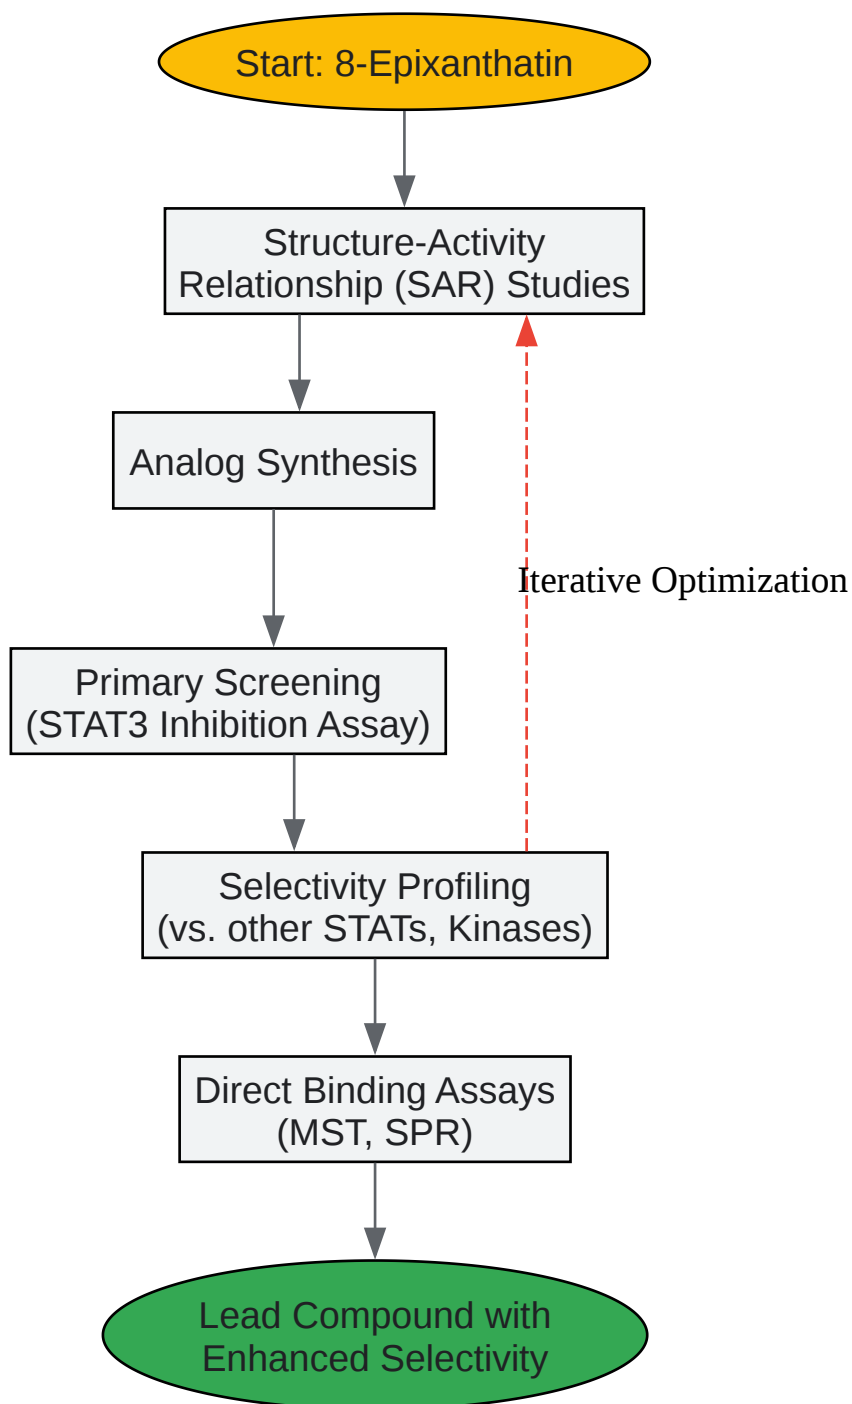 Start: 8-Epixanthatin
Structure-Activity
Relationship (SAR) Studies
Analog Synthesis
Iterative Optimization
Primary Screening
(STAT3 Inhibition Assay)
Selectivity Profiling
(vs. other STATs, Kinases)
Direct Binding Assays
(MST, SPR)
Lead Compound with
Enhanced Selectivity